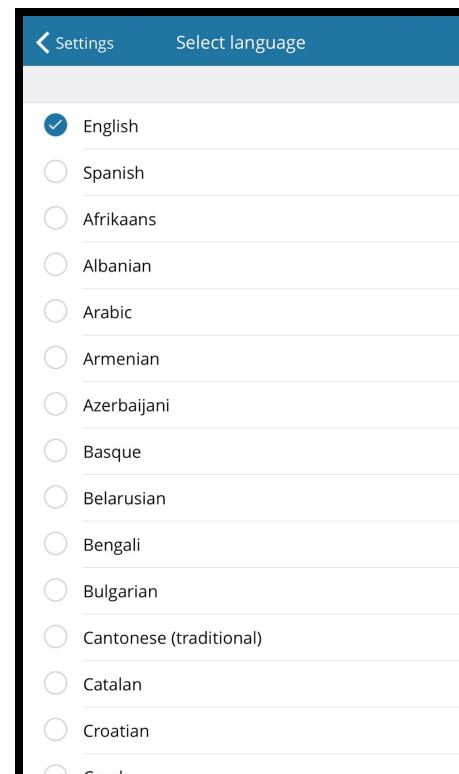 Settings Select language
English
Spanish
Afrikaans
Albanian
Arabic
Armenian
Azerbaijani
Basque
Belarusian
Bengali
Bulgarian
Cantonese (traditional)
Catalan
Croatian